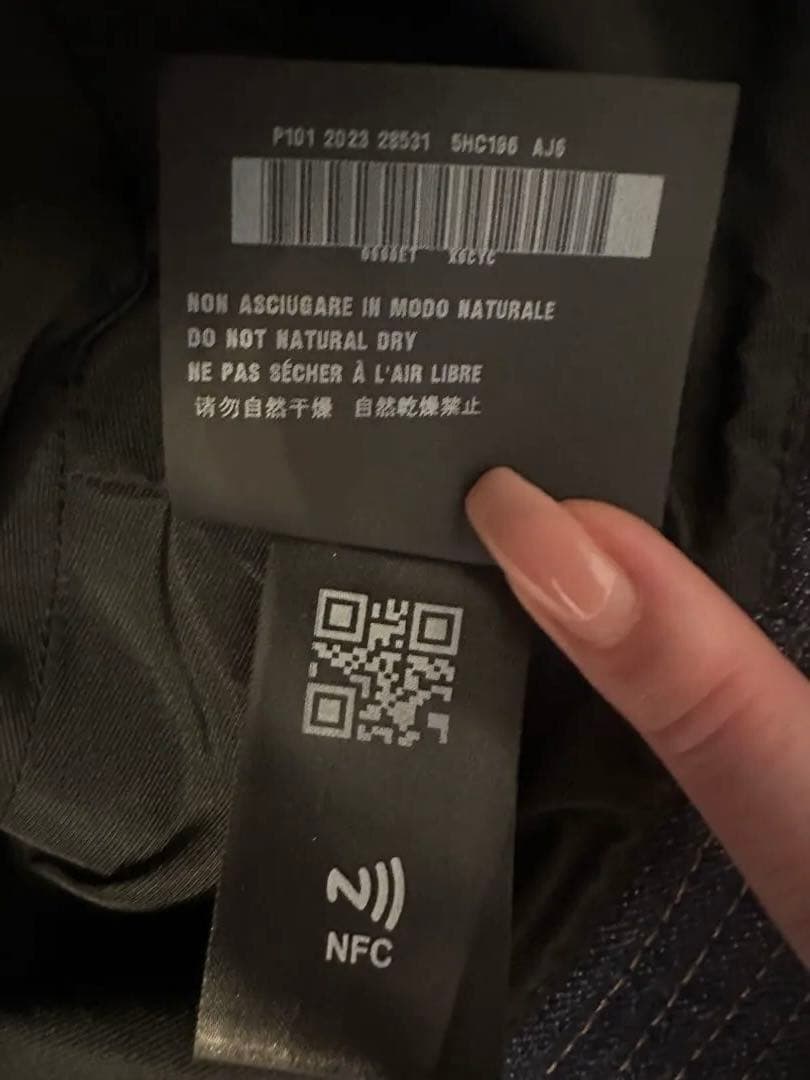 P101 2023 28531 5HC196 AJ6
NON ASCIUGARE IN MODO NATURALE
DO NOT NATURAL DRY
NE PAS SÉCHER À L'AIR LIBRE
请勿自然干燥 自然乾燥禁止
NFC